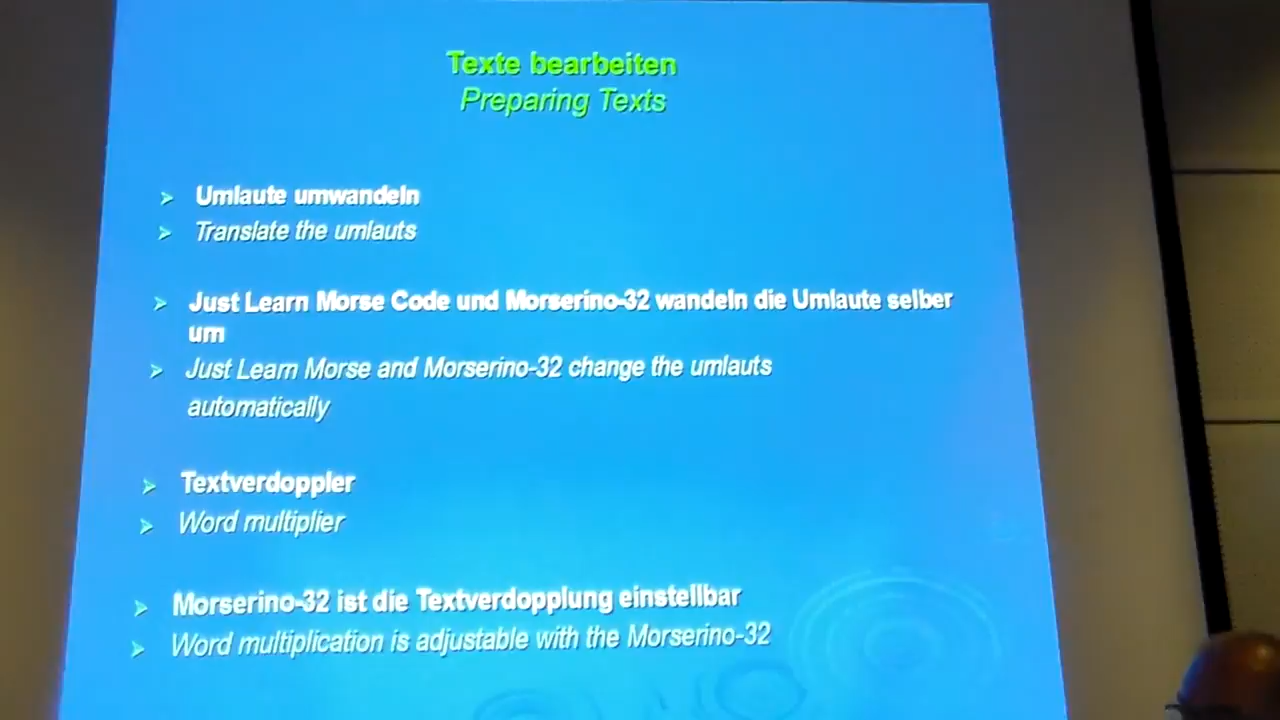 Texte bearbeiten
Preparing Texts
Umlaute umwandeln
Translate the umlauts
Just Learn Morse Code und Morserino-32 wandeln die Umlaute selber
um
Just Learn Morse and Morserino-32 change the umlauts
automatically
Textverdoppler
Word multiplier
Morserino-32 ist die Textverdopplung einstellbar
Word multiplication is adjustable with the Morserino-32